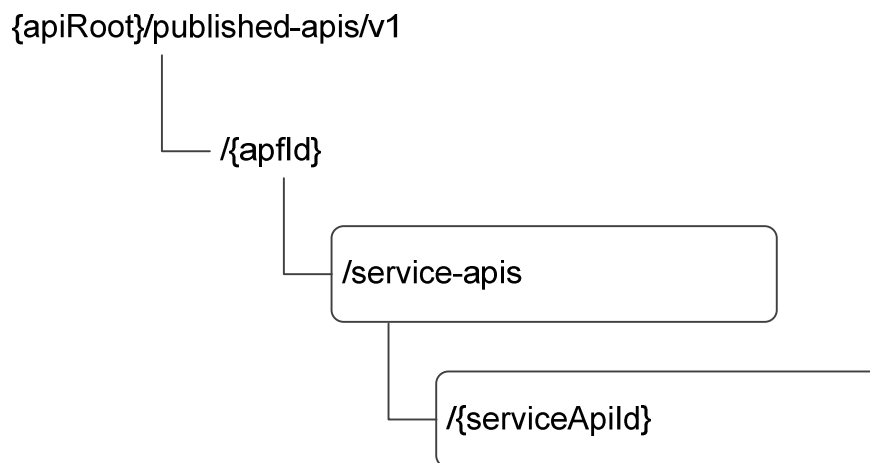 {apiRoot}/published-apis/v1
/{apfId}
/service-apis
/{serviceApiId}